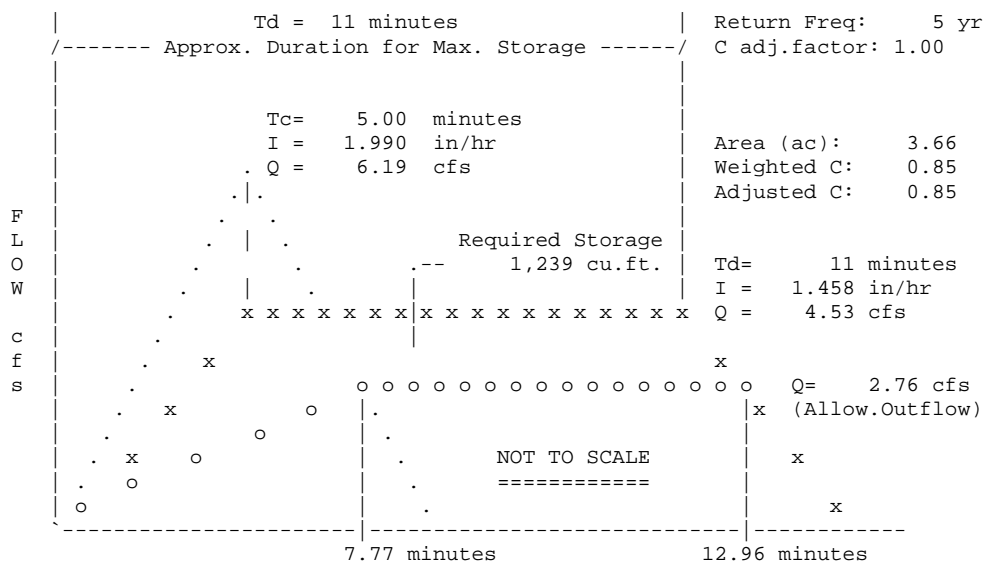 Td = 11 minutes Return Freq: 5 yr
/------- Approx. Duration for Max. Storage ------/ C adj.factor: 1.00
Tc= 5.00 minutes
I = 1.990 in/hr Area (ac): 3.66
. Q = 6.19 cfs Weighted C: 0.85
.|. Adjusted C: 0.85
F . .
L . | . Required Storage
O . . .-- 1,239 cu.ft. Td= 11 minutes
W . | . | I = 1.458 in/hr
. x x x x x x x|x x x x x x x x x x x Q = 4.53 cfs
c . |
f . x x
s . o o o o o o o o o o o o o o o o Q= 2.76 cfs
. x o |. |x (Allow.Outflow)
. o | . |
. x o | . NOT TO SCALE | x
. o | . ============ |
o | . | x
`-----------------------|-----------------------------|------------
7.77 minutes 12.96 minutes